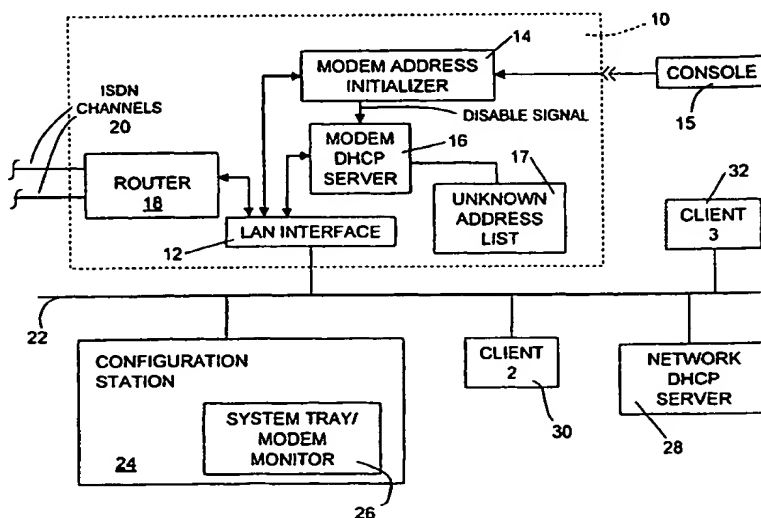 10
14
MODEM ADDRESS
INITIALIZER
CONSOLE
15
ISDN
CHANNELS
20
DISABLE SIGNAL
MODEM
DHCP
SERVER
16
17
UNKNOWN
ADDRESS
LIST
ROUTER
18
12
LAN INTERFACE
32
CLIENT
3
22
CONFIGURATION
STATION
SYSTEM TRAY/
MODEM
MONITOR
24
26
CLIENT
2
30
NETWORK
DHCP
SERVER
28